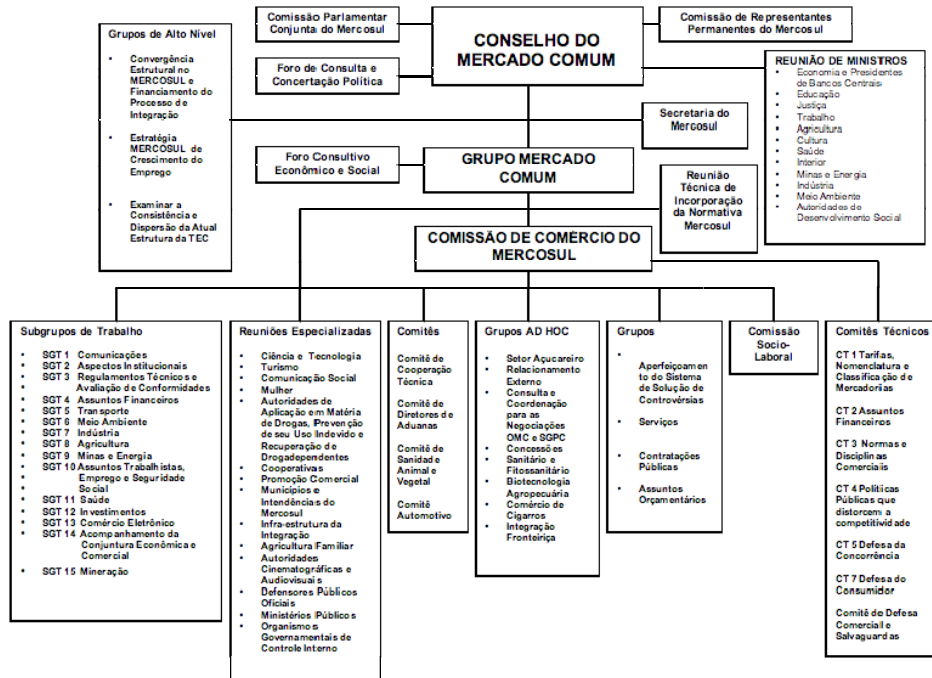 Comissão Parlamentar
Conjunta do Mercosul
CONSELHO DO
MERCADO COMUM
Comissão de Representantes
Permanentes do Mercosul
Grupos de Alto Nível
• Convergência
Estrutural no
MERCOSUL e
Financiamento do
Processo de
Integração
• Estratégia
MERCOSUL de
Crescimento do
Emprego
• Examinar a
Consistência e
Dispersão da Atual
Estrutura da TEC
Foro de Consulta e
Concertação Política
REUNIÃO DE MINISTROS
• Economia e Presidentes
de Bancos Centrais
• Educação
• Justiça
• Trabalho
• Agricultura
• Cultura
• Saúde
• Interior
• Minas e Energia
• Indústria
• Meio Ambiente
• Autoridades de
Desenvolvimento Social
Secretaria do
Mercosul
Foro Consultivo
Econômico e Social
GRUPO MERCADO
COMUM
Reunião
Técnica de
Incorporação
da Normativa
Mercosul
COMISSÃO DE COMÉRCIO DO
MERCOSUL
Subgrupos de Trabalho
• SGT 1 Comunicações
• SGT 2 Aspectos Institucionais
• SGT 3 Regulamentos Técnicos e
Avaliação de Conformidades
• SGT 4 Assuntos Financeiros
• SGT 5 Transporte
• SGT 6 Meio Ambiente
• SGT 7 Indústria
• SGT 8 Agricultura
• SGT 9 Minas e Energia
• SGT 10 Assuntos Trabalhistas,
Emprego e Seguridade
Social
• SGT 11 Saúde
• SGT 12 Investimentos
• SGT 13 Comércio Eletrônico
• SGT 14 Acompanhamento da
Conjuntura Econômica e
Comercial
• SGT 15 Mineração
Reuniões Especializadas
• Ciência e Tecnologia
• Turismo
• Comunicação Social
• Mulher
• Autoridades de
Aplicação em Matéria
de Drogas, Prevenção
de seu Uso Indevido e
Recuperação de
Drogadependentes
• Cooperativas
• Promoção Comercial
• Municípios e
Intendências do
Mercosul
• Infra-estrutura da
Integração
• Agricultura Familiar
• Autoridades
Cinematográficas e
Audiovisuais
• Defensores Públicos
Oficiais
• Ministérios Públicos
• Organismos
Governamentais de
Controle Interno
Comitês
Comitê de
Cooperação
Técnica
Comitê de
Diretores de
Aduanas
Comitê de
Sanidade
Animal e
Vegetal
Comitê
Automotivo
Grupos AD HOC
• Setor Açucareiro
• Relacionamento
Externo
• Consulta e
Coordenação
para as
Negociações
OMC e SGPC
• Concessões
• Sanitário e
Fitossanitário
• Biotecnologia
Agropecuária
• Comércio de
Cigarros
• Integração
Fronteiriça
Grupos
•
Aperfeiçoamen
to do Sistema
de Solução de
Controvérsias
• Serviços
• Contratações
Públicas
• Assuntos
Orçamentários
Comissão
Socio-
Laboral
Comitês Técnicos
CT 1 Tarifas,
Nomenclatura e
Classificação de
Mercadorias
CT 2 Assuntos
Financeiros
CT 3 Normas e
Disciplinas
Comerciais
CT 4 Políticas
Públicas que
distorcem a
competitividade
CT 5 Defesa da
Concorrência
CT 7 Defesa do
Consumidor
Comitê de Defesa
Comercial e
Salvaguardas